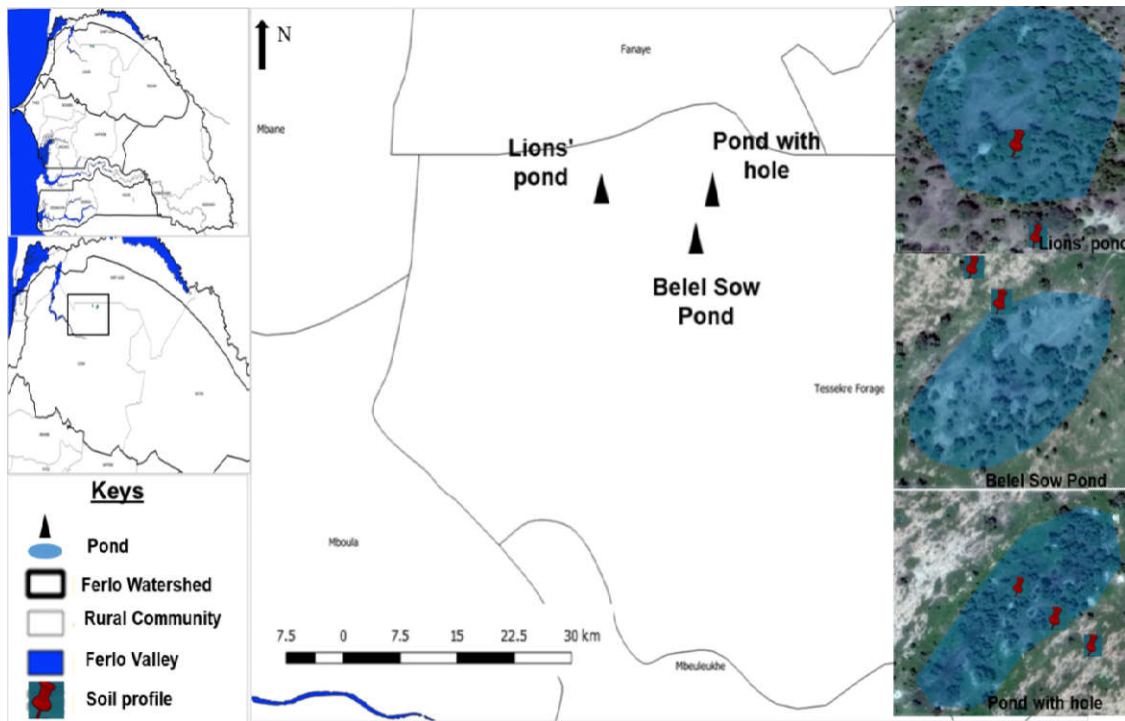 N
Fanaye
Mbane
Lions'
pond
Pond with
hole
Belel Sow
Pond
Tessekre Forage
Mboula
Mbeuleukhe
7.5 0 7.5 15 22.5 30 km
Keys
Pond
Ferlo Watershed
Rural Community
Ferlo Valley
Soil profile
Lions' pond
Belel Sow Pond
Pond with hole